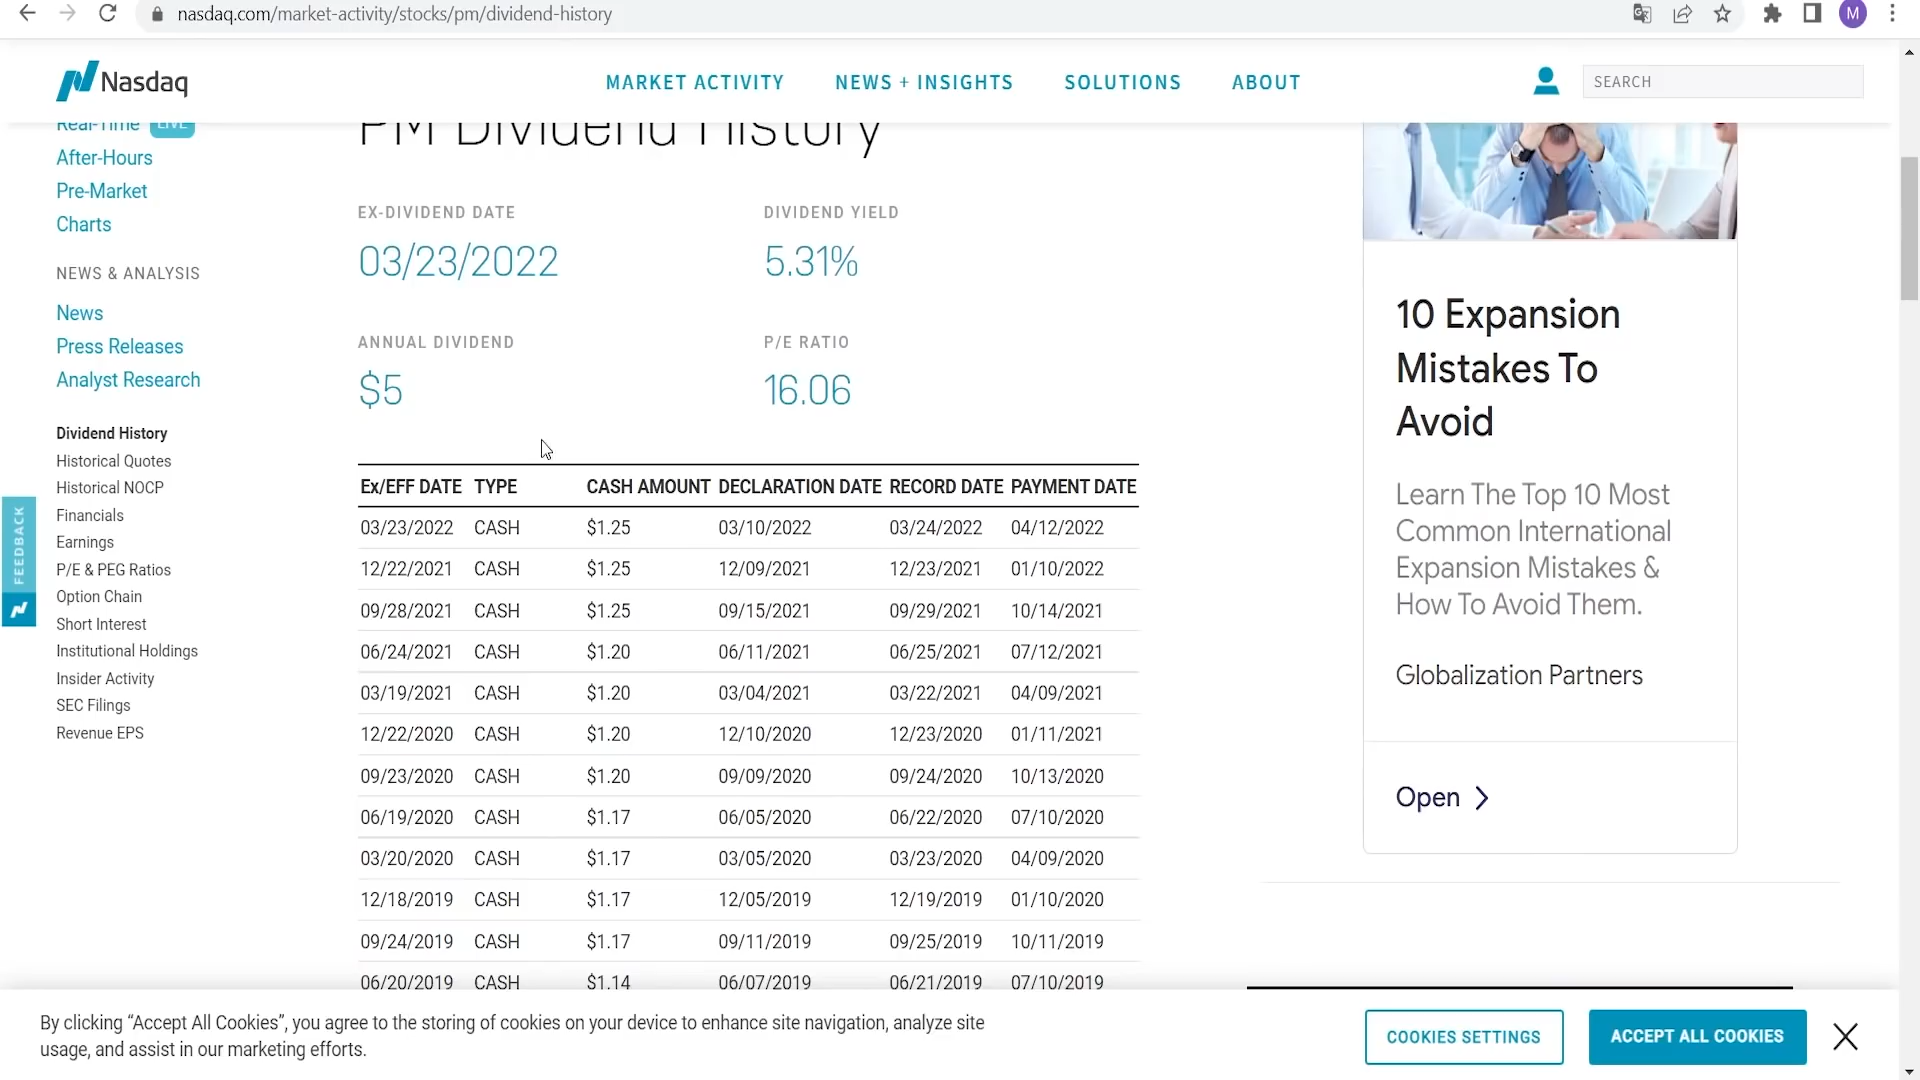 nasdaq.com/market-activity/stocks/pm/dividend-history
M
Nasdaq
MARKET ACTIVITY
NEWS + INSIGHTS
SOLUTIONS
ABOUT
SEARCH
Real-Time LIVE
After-Hours
Pre-Market
Charts
NEWS & ANALYSIS
News
Press Releases
Analyst Research
Dividend History
Historical Quotes
Historical NOCP
Financials
Earnings
P/E & PEG Ratios
Option Chain
Short Interest
Institutional Holdings
Insider Activity
SEC Filings
Revenue EPS
FEEDBACK
PM Dividend History
EX-DIVIDEND DATE
03/23/2022
DIVIDEND YIELD
5.31%
ANNUAL DIVIDEND
$5
P/E RATIO
16.06
Ex/EFF DATE TYPE CASH AMOUNT DECLARATION DATE RECORD DATE PAYMENT DATE
03/23/2022 CASH $1.25 03/10/2022 03/24/2022 04/12/2022
12/22/2021 CASH $1.25 12/09/2021 12/23/2021 01/10/2022
09/28/2021 CASH $1.25 09/15/2021 09/29/2021 10/14/2021
06/24/2021 CASH $1.20 06/11/2021 06/25/2021 07/12/2021
03/19/2021 CASH $1.20 03/04/2021 03/22/2021 04/09/2021
12/22/2020 CASH $1.20 12/10/2020 12/23/2020 01/11/2021
09/23/2020 CASH $1.20 09/09/2020 09/24/2020 10/13/2020
06/19/2020 CASH $1.17 06/05/2020 06/22/2020 07/10/2020
03/20/2020 CASH $1.17 03/05/2020 03/23/2020 04/09/2020
12/18/2019 CASH $1.17 12/05/2019 12/19/2019 01/10/2020
09/24/2019 CASH $1.17 09/11/2019 09/25/2019 10/11/2019
06/20/2019 CASH $1.14 06/07/2019 06/21/2019 07/10/2019
10 Expansion
Mistakes To
Avoid
Learn The Top 10 Most
Common International
Expansion Mistakes &
How To Avoid Them.
Globalization Partners
Open
By clicking “Accept All Cookies”, you agree to the storing of cookies on your device to enhance site navigation, analyze site
usage, and assist in our marketing efforts.
COOKIES SETTINGS
ACCEPT ALL COOKIES